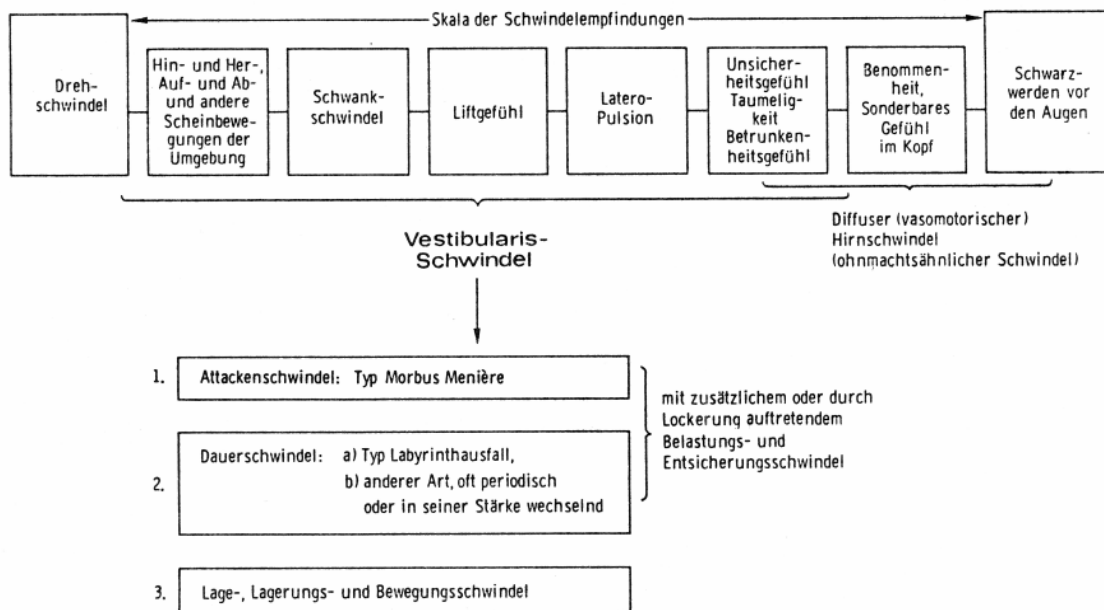 Skala der Schwindelempfindungen
Dreh-
schwindel
Hin- und Her-,
Auf- und Ab-
und andere
Scheinbewe-
gungen der
Umgebung
Schwank-
schwindel
Liftgefühl
Latero-
Pulsion
Unsicher-
heitsgefühl
Taumelig-
keit
Betrunken-
heitsgefühl
Benommen-
heit,
Sonderbares
Gefühl
im Kopf
Schwarz-
werden vor
den Augen
Vestibularis-
Schwindel
Diffuser (vasomotorischer)
Hirnschwindel
(ohnmachtsähnlicher Schwindel)
1. Attackenschwindel: Typ Morbus Menière
2. Dauerschwindel: a) Typ Labyrinthausfall,
b) anderer Art, oft periodisch
oder in seiner Stärke wechselnd
mit zusätzlichem oder durch
Lockerung auftretendem
Belastungs- und
Entsicherungsschwindel
3. Lage-, Lagerungs- und Bewegungsschwindel